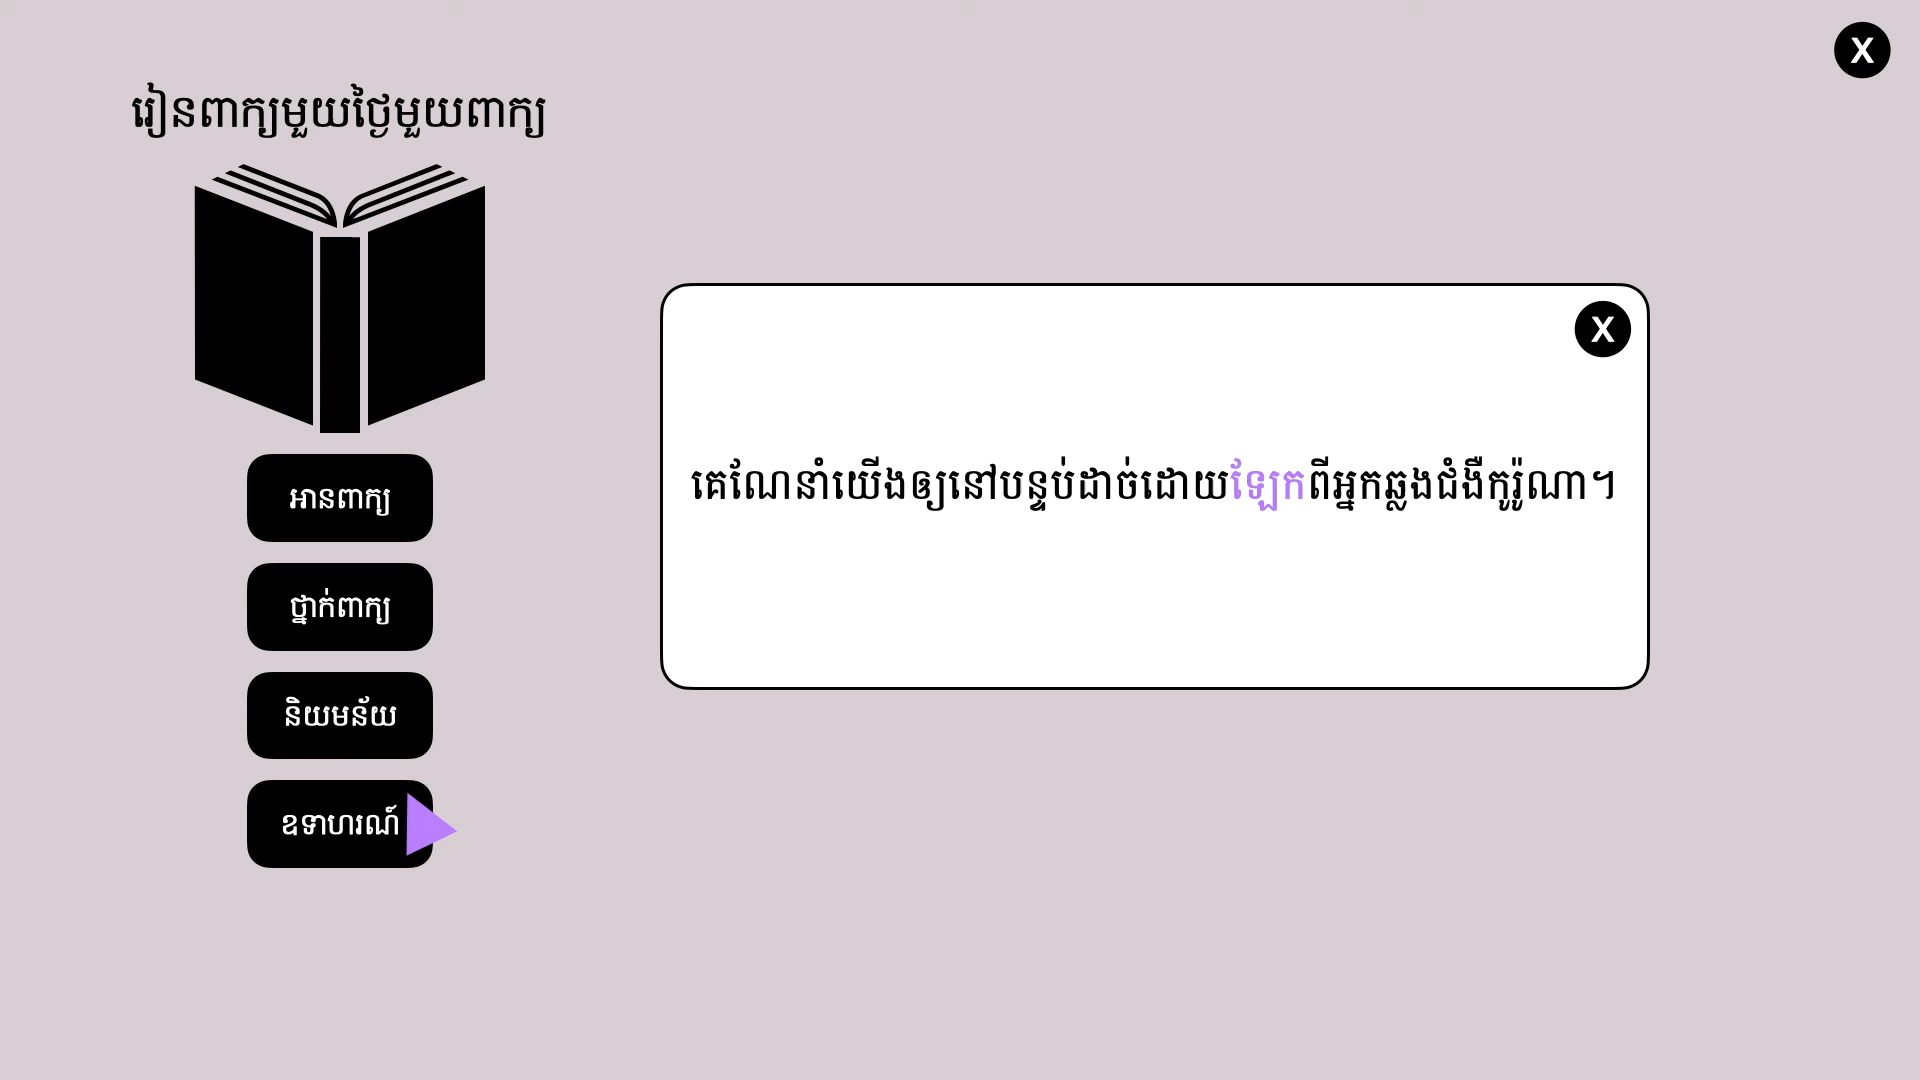 X
រៀនពាក្យមួយថ្ងៃមួយពាក្យ
X
គេណែនាំយើងឲ្យនៅបន្ទប់ដាច់ដោយឡែកពីអ្នកឆ្លងជំងឺកូរ៉ូណា។
អានពាក្យ
ថ្នាក់ពាក្យ
និយមន័យ
ឧទាហរណ៍